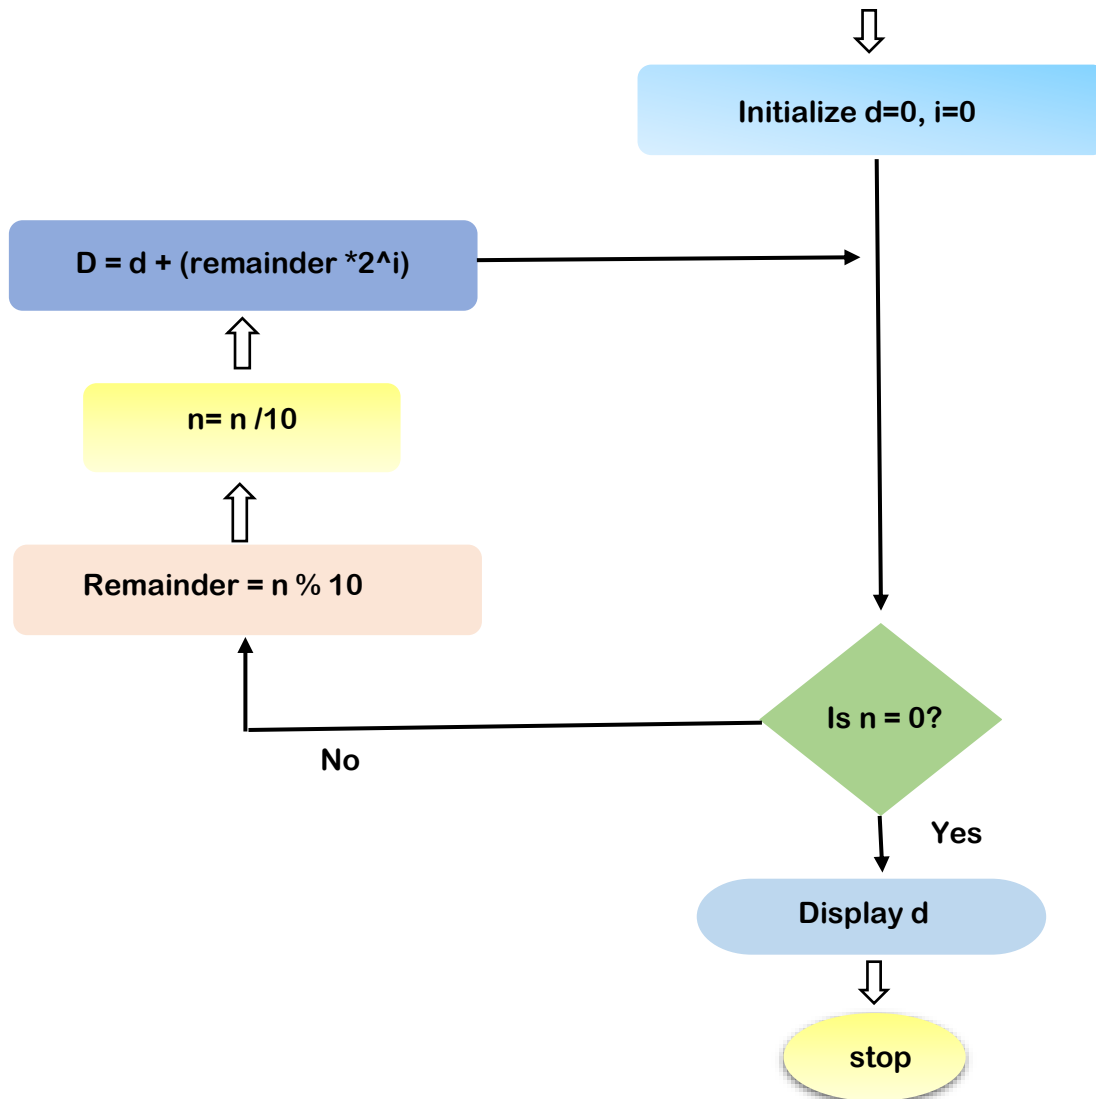 Initialize d=0, i=0
D = d + (remainder *2^i)
n= n /10
Remainder = n % 10
Is n = 0?
No
Yes
Display d
stop